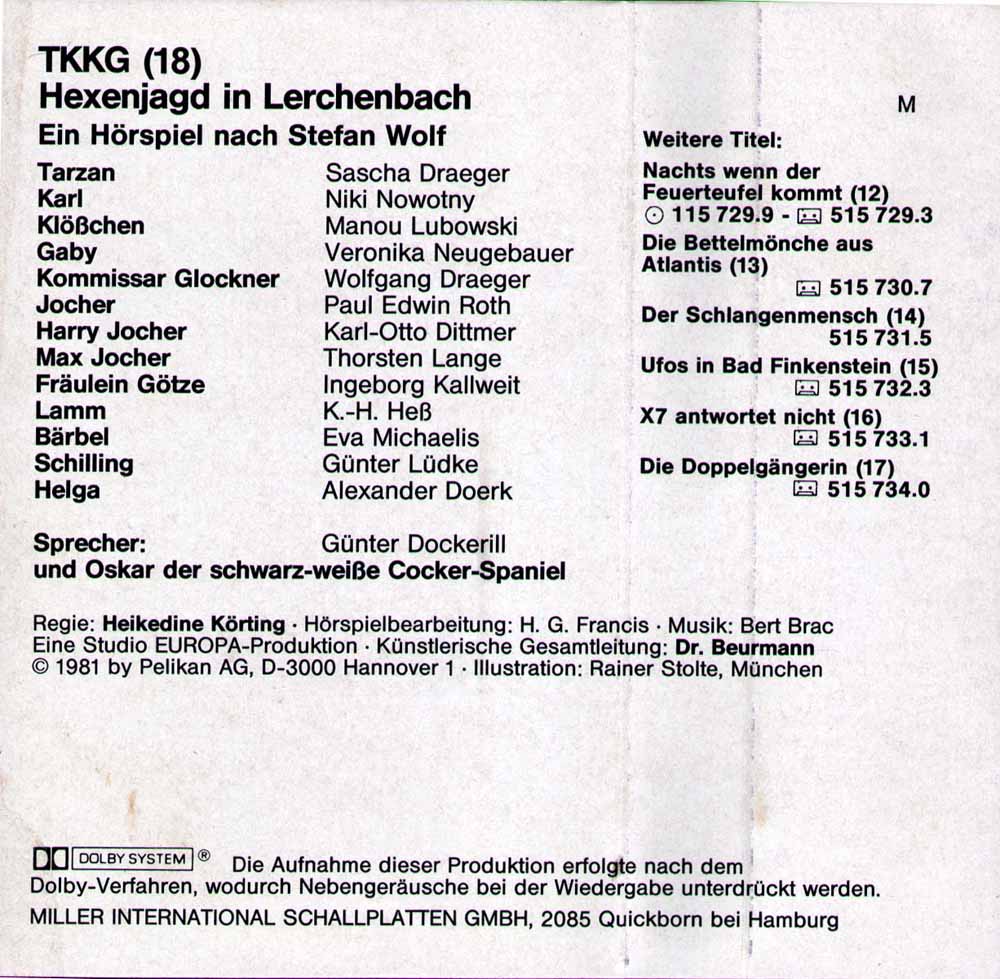 TKKG (18)
Hexenjagd in Lerchenbach
Ein Hörspiel nach Stefan Wolf
Tarzan Sascha Draeger
Karl Niki Nowotny
Klößchen Manou Lubowski
Gaby Veronika Neugebauer
Kommissar Glockner Wolfgang Draeger
Jocher Paul Edwin Roth
Harry Jocher Karl-Otto Dittmer
Max Jocher Thorsten Lange
Fräulein Götze Ingeborg Kallweit
Lamm K.-H. Heß
Bärbel Eva Michaelis
Schilling Günter Lüdke
Helga Alexander Doerk
Sprecher: Günter Dockerill
und Oskar der schwarz-weiße Cocker-Spaniel
M
Weitere Titel:
Nachts wenn der
Feuerteufel kommt (12)
115 729.9 - 515 729.3
Die Bettelmönche aus
Atlantis (13)
515 730.7
Der Schlangenmensch (14)
515 731.5
Ufos in Bad Finkenstein (15)
515 732.3
X7 antwortet nicht (16)
515 733.1
Die Doppelgängerin (17)
515 734.0
Regie: Heikedine Körting · Hörspielbearbeitung: H. G. Francis · Musik: Bert Brac
Eine Studio EUROPA-Produktion · Künstlerische Gesamtleitung: Dr. Beurmann
© 1981 by Pelikan AG, D-3000 Hannover 1 · Illustration: Rainer Stolte, München
DOLBY SYSTEM ® Die Aufnahme dieser Produktion erfolgte nach dem
Dolby-Verfahren, wodurch Nebengeräusche bei der Wiedergabe unterdrückt werden.
MILLER INTERNATIONAL SCHALLPLATTEN GMBH, 2085 Quickborn bei Hamburg